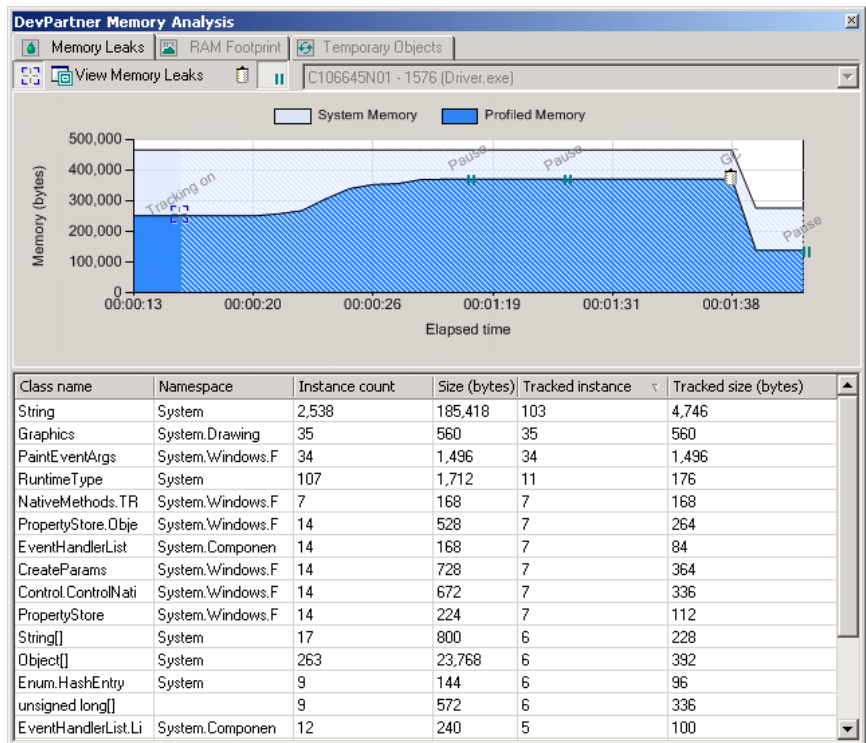 DevPartner Memory Analysis
Memory Leaks RAM Footprint Temporary Objects
View Memory Leaks C106645N01 - 1576 (Driver.exe)
System Memory Profiled Memory
Memory (bytes)
500,000
400,000
300,000
200,000
100,000
0
Tracking on
Pause
Pause
GC
Pause
00:00:13 00:00:20 00:00:26 00:01:19 00:01:31 00:01:38
Elapsed time
Class name Namespace Instance count Size (bytes) Tracked instance Tracked size (bytes)
String System 2,538 185,418 103 4,746
Graphics System.Drawing 35 560 35 560
PaintEventArgs System.Windows.F 34 1,496 34 1,496
RuntimeType System 107 1,712 11 176
NativeMethods.TR System.Windows.F 7 168 7 168
PropertyStore.Obje System.Windows.F 14 528 7 264
EventHandlerList System.Componen 14 168 7 84
CreateParams System.Windows.F 14 728 7 364
Control.ControlNati System.Windows.F 14 672 7 336
PropertyStore System.Windows.F 14 224 7 112
String[] System 17 800 6 228
Object[] System 263 23,768 6 392
Enum.HashEntry System 9 144 6 96
unsigned long[] 9 572 6 336
EventHandlerList.Li System.Componen 12 240 5 100